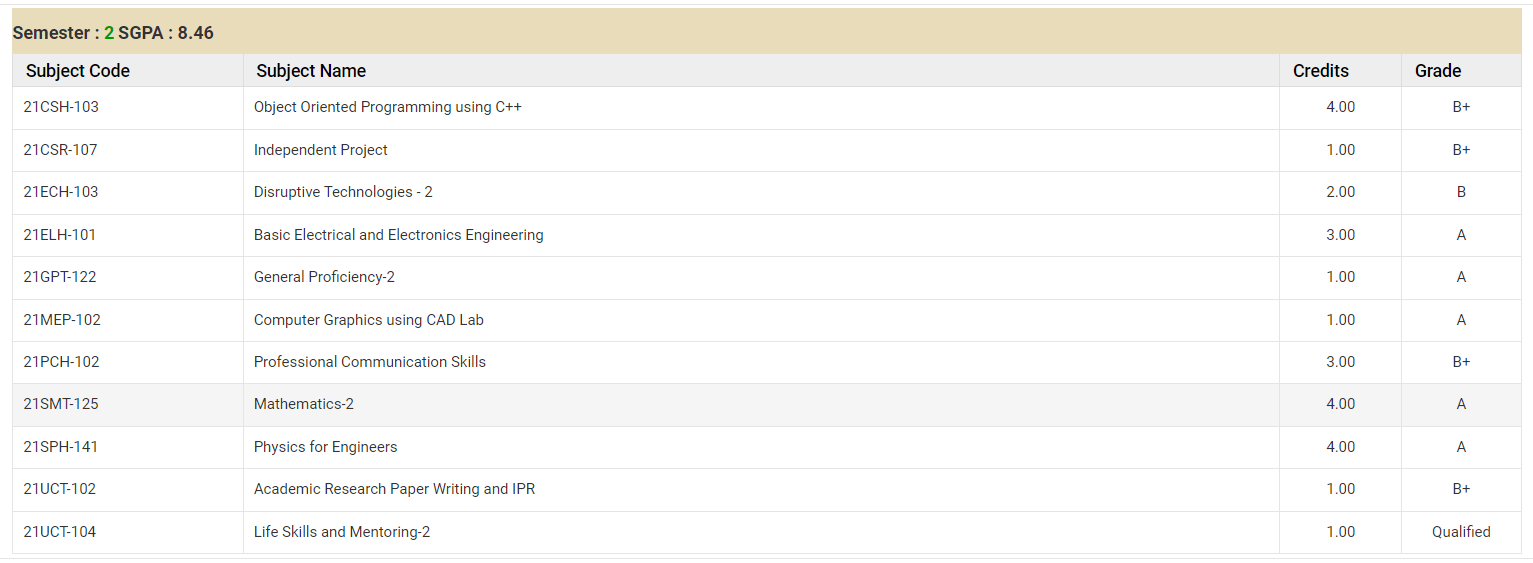 Semester : 2 SGPA : 8.46
Subject Code Subject Name Credits Grade
21CSH-103 Object Oriented Programming using C++ 4.00 B+
21CSR-107 Independent Project 1.00 B+
21ECH-103 Disruptive Technologies - 2 2.00 B
21ELH-101 Basic Electrical and Electronics Engineering 3.00 A
21GPT-122 General Proficiency-2 1.00 A
21MEP-102 Computer Graphics using CAD Lab 1.00 A
21PCH-102 Professional Communication Skills 3.00 B+
21SMT-125 Mathematics-2 4.00 A
21SPH-141 Physics for Engineers 4.00 A
21UCT-102 Academic Research Paper Writing and IPR 1.00 B+
21UCT-104 Life Skills and Mentoring-2 1.00 Qualified